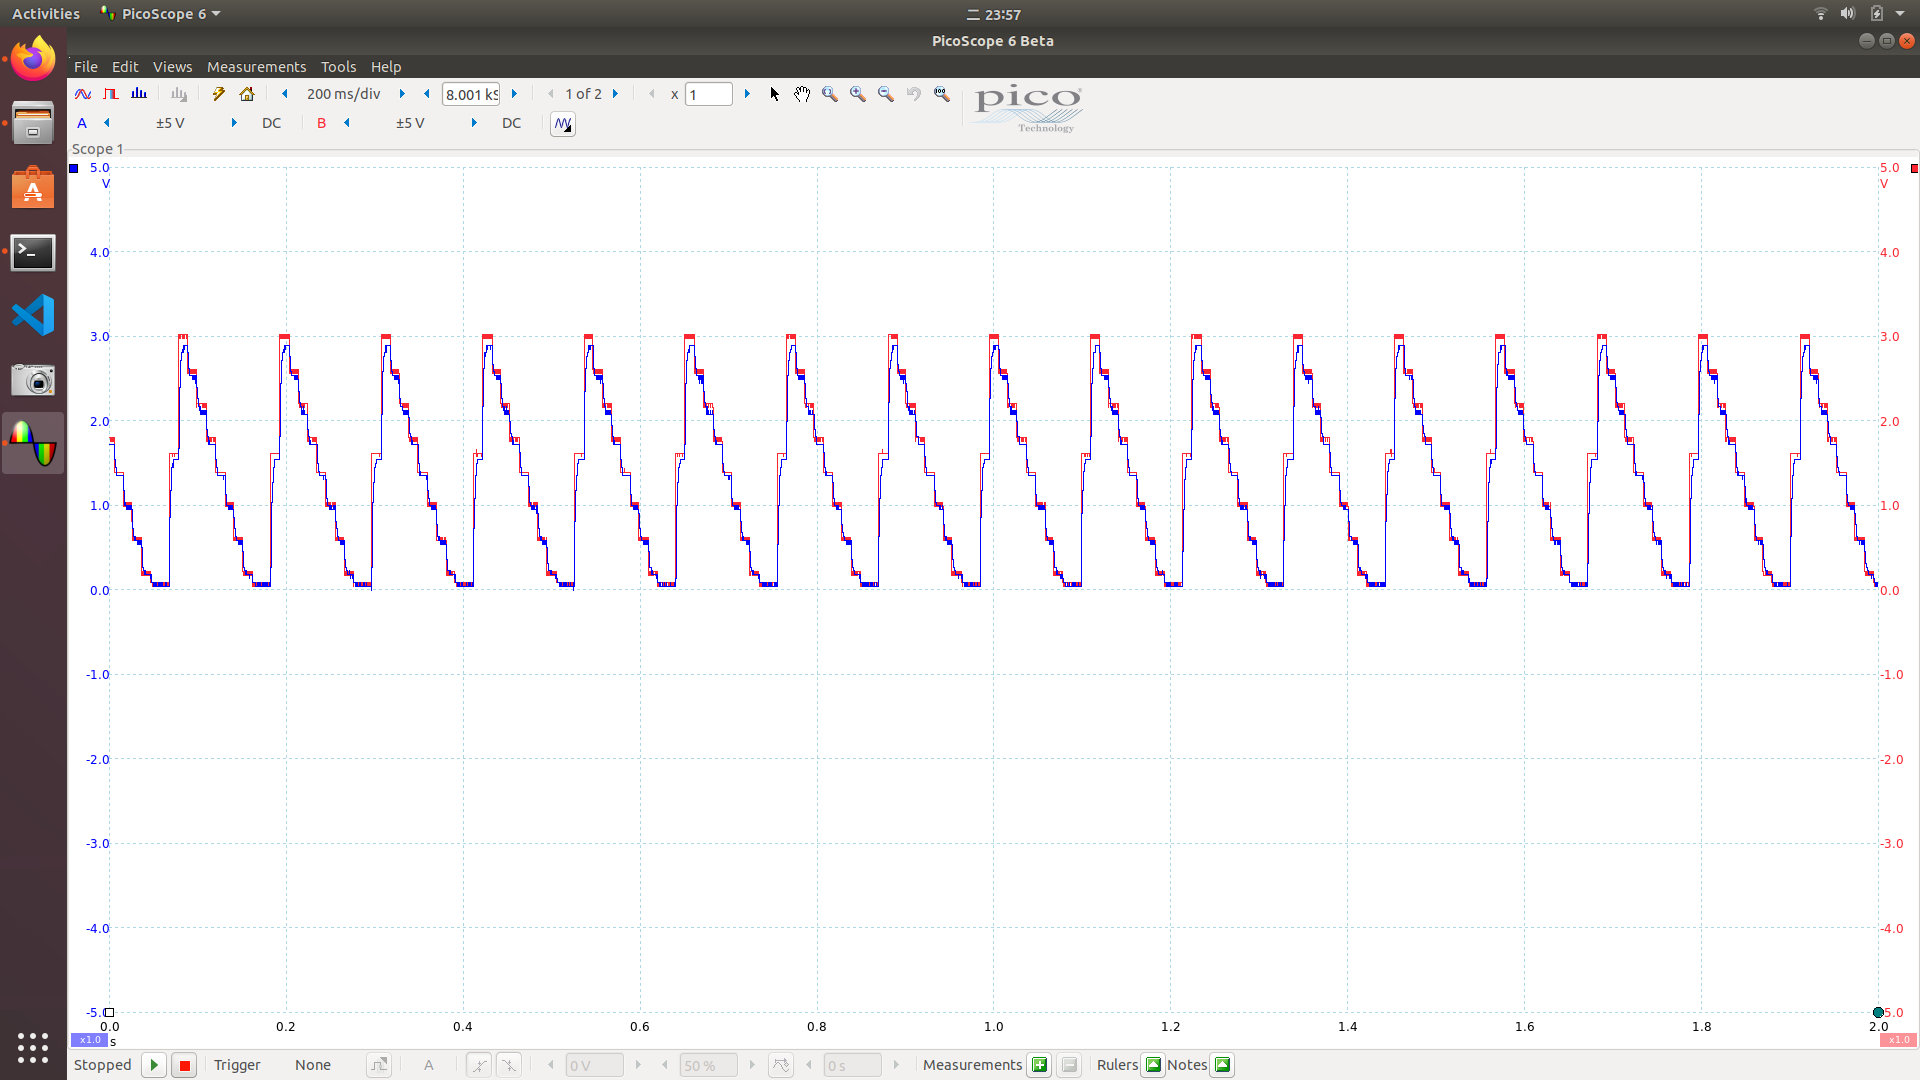 Activities PicoScope 6 二 23:57
PicoScope 6 Beta
File Edit Views Measurements Tools Help
200 ms/div 8.001 kS 1 of 2 x 1 pico Technology
A ±5 V DC B ±5 V DC
Scope 1
5.0 5.0
V V
4.0 4.0
3.0 3.0
2.0 2.0
1.0 1.0
0.0 0.0
-1.0 -1.0
-2.0 -2.0
-3.0 -3.0
-4.0 -4.0
-5.0 5.0
0.0 0.2 0.4 0.6 0.8 1.0 1.2 1.4 1.6 1.8 2.0
x1.0 s x1.0
Stopped Trigger None A 0 V 50 % 0 s Measurements Rulers Notes